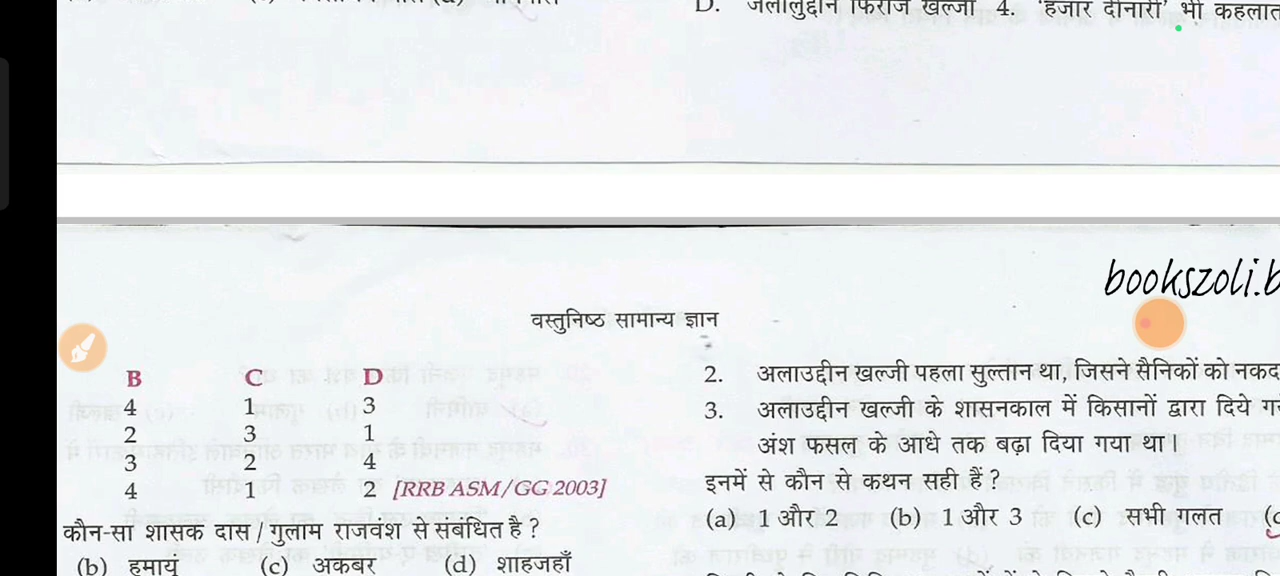 D. जलालुद्दीन फिरोज खल्जी 4. 'हजार दीनारी' भी
bookszoli.b
वस्तुनिष्ठ सामान्य ज्ञान
B C D
4 1 3
2 3 1
3 2 4
4 1 2 [RRB ASM/GG 2003]
कौन-सा शासक दास / गुलाम राजवंश से संबंधित है ?
(b) हुमायूं (c) अकबर (d) शाहजहाँ
2. अलाउद्दीन खल्जी पहला सुल्तान था, जिसने सैनिकों को नकद
3. अलाउद्दीन खल्जी के शासनकाल में किसानों द्वारा दिये
अंश फसल के आधे तक बढ़ा दिया गया था।
इनमें से कौन से कथन सही हैं ?
(a) 1 और 2 (b) 1 और 3 (c) सभी गलत